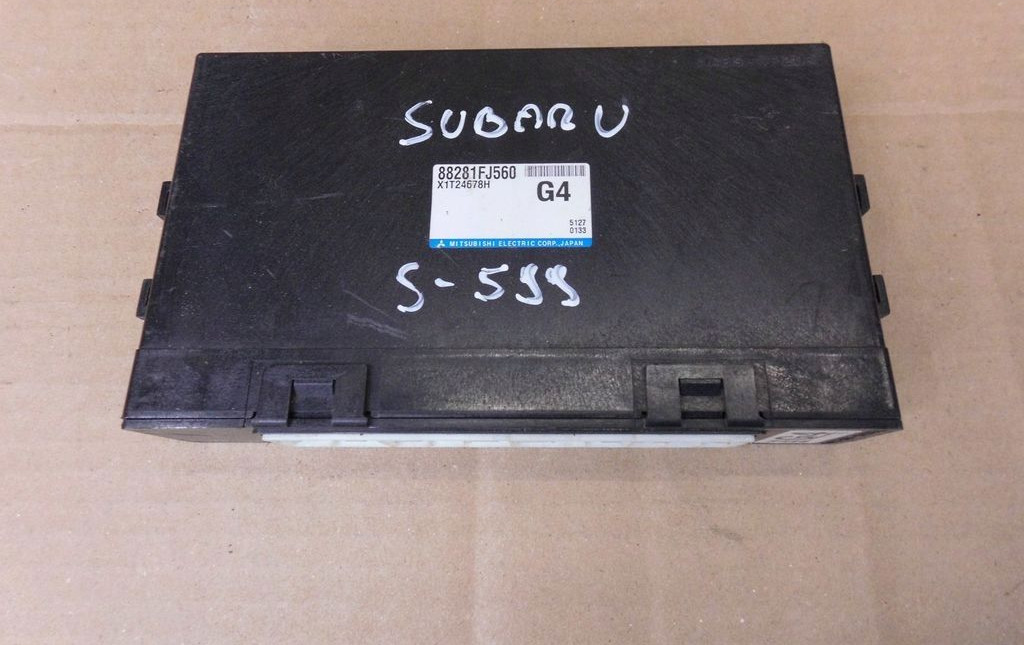 SUBARU
88281FJ560
X1T24678H
G4
5127
0133
MITSUBISHI ELECTRIC CORP.,JAPAN
S-599